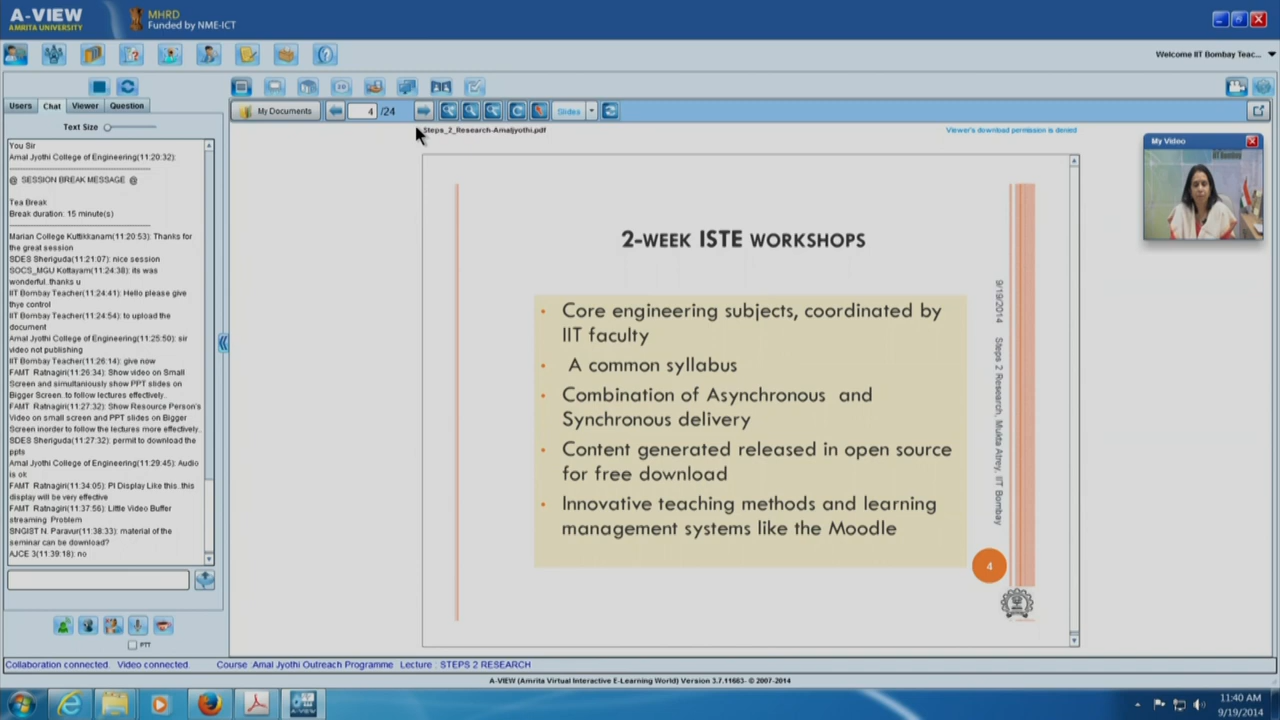 A-VIEW
AMRITA UNIVERSITY
MHRD
Funded by NME-ICT
Welcome IIT Bombay Teac...
Users Chat Viewer Question
My Documents 4 /24 Slides
Text Size
Steps_2_Research-Amaljyothi.pdf
Viewer's download permission is denied
You Sir
Amal Jyothi College of Engineering(11:20:32):
@ SESSION BREAK MESSAGE @
Tea Break
Break duration: 15 minute(s)
Marian College Kuttikkanam(11:20:53): Thanks for
the great session
SDES Sheriguda(11:21:07): nice session
SOCS_MGU Kottayam(11:24:38): its was
wonderful..thanks u
IIT Bombay Teacher(11:24:41): Hello please give
thye control
IIT Bombay Teacher(11:24:54): to upload the
document
Amal Jyothi College of Engineering(11:25:50): sir
video not publishing
IIT Bombay Teacher(11:26:14): give now
FAMT Ratnagiri(11:26:34): Show video on Small
Screen and simultaniously show PPT slides on
Bigger Screen..to follow lectures effectively..
FAMT Ratnagiri(11:27:32): Show Resource Person's
Video on small screen and PPT slides on Bigger
Screen inorder to follow the lectures more effectively..
SDES Sheriguda(11:27:32): permit to download the
ppts
Amal Jyothi College of Engineering(11:29:45): Audio
is ok
FAMT Ratnagiri(11:34:05): Pl Display Like this..this
display will be very effective
FAMT Ratnagiri(11:37:56): Little Video Buffer
streaming Problem
SNGIST N. Paravur(11:38:33): material of the
seminar can be download?
AJCE 3(11:39:18): no
PTT
2-WEEK ISTE WORKSHOPS
• Core engineering subjects, coordinated by
IIT faculty
• A common syllabus
• Combination of Asynchronous and
Synchronous delivery
• Content generated released in open source
for free download
• Innovative teaching methods and learning
management systems like the Moodle
9/19/2014 Steps 2 Research, Mukta Atrey, IIT Bombay
4
My Video
IIT Bombay
Collaboration connected. Video connected. Course : Amal Jyothi Outreach Programme Lecture : STEPS 2 RESEARCH
A-VIEW (Amrita Virtual Interactive E-Learning World) Version 3.7.11663- © 2007-2014
11:40 AM
9/19/2014